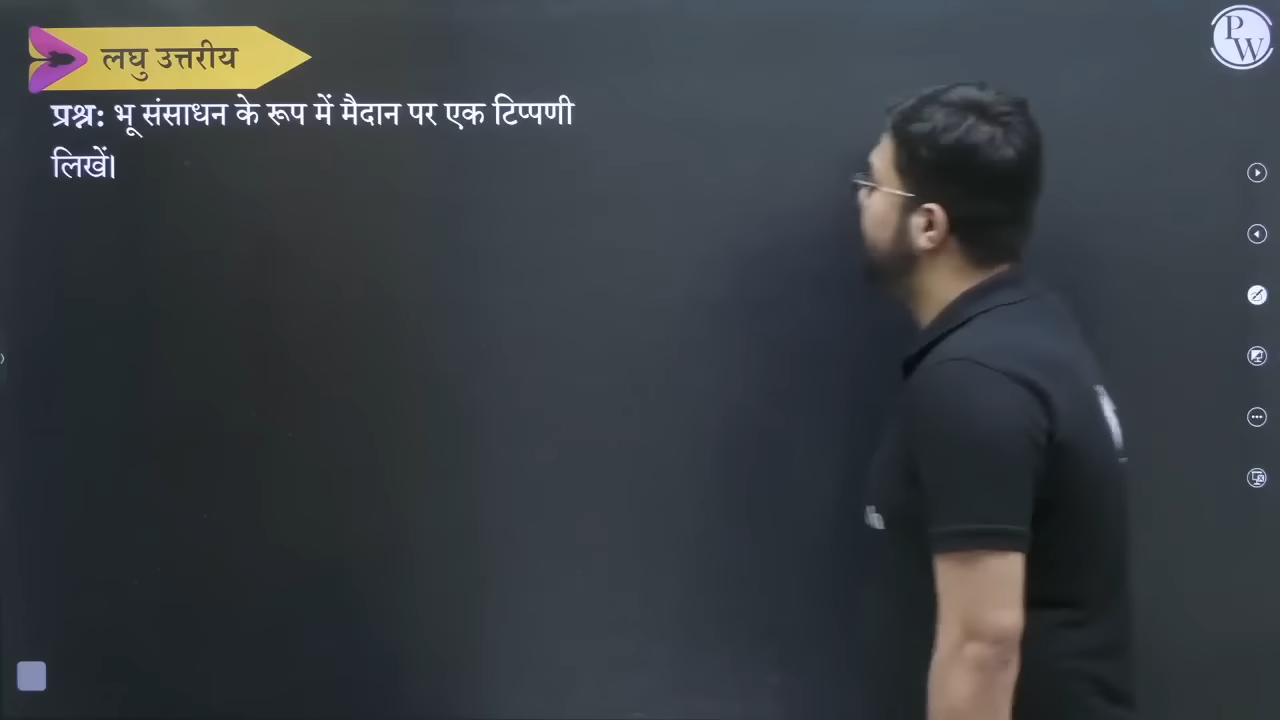 लघु उत्तरीय
प्रश्न: भू संसाधन के रूप में मैदान पर एक टिप्पणी
लिखें।
PW